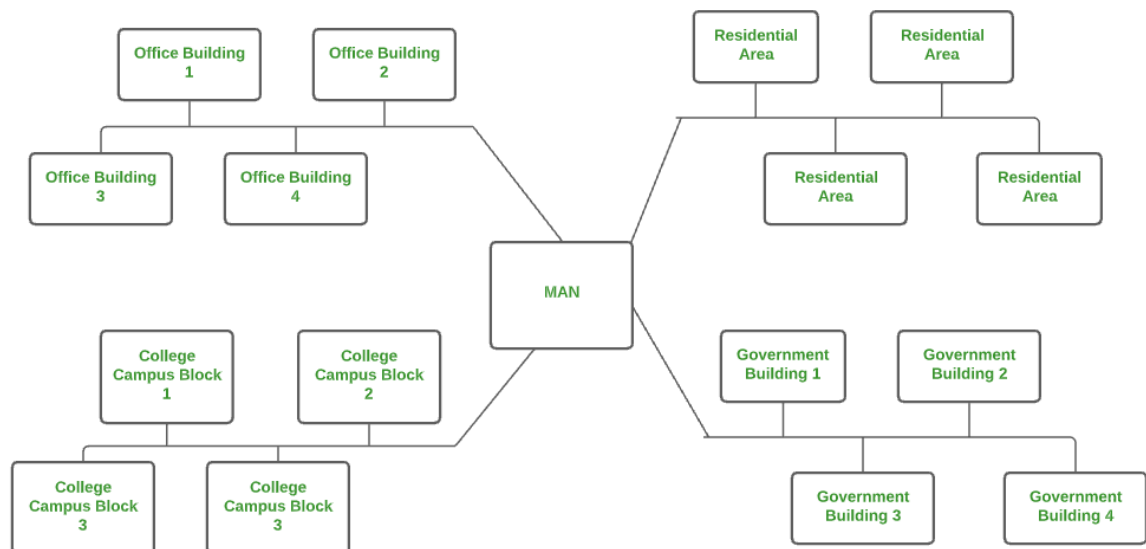 Office Building
1
Office Building
2
Office Building
3
Office Building
4
Residential
Area
Residential
Area
Residential
Area
Residential
Area
MAN
College
Campus Block
1
College
Campus Block
2
College
Campus Block
3
College
Campus Block
3
Government
Building 1
Government
Building 2
Government
Building 3
Government
Building 4